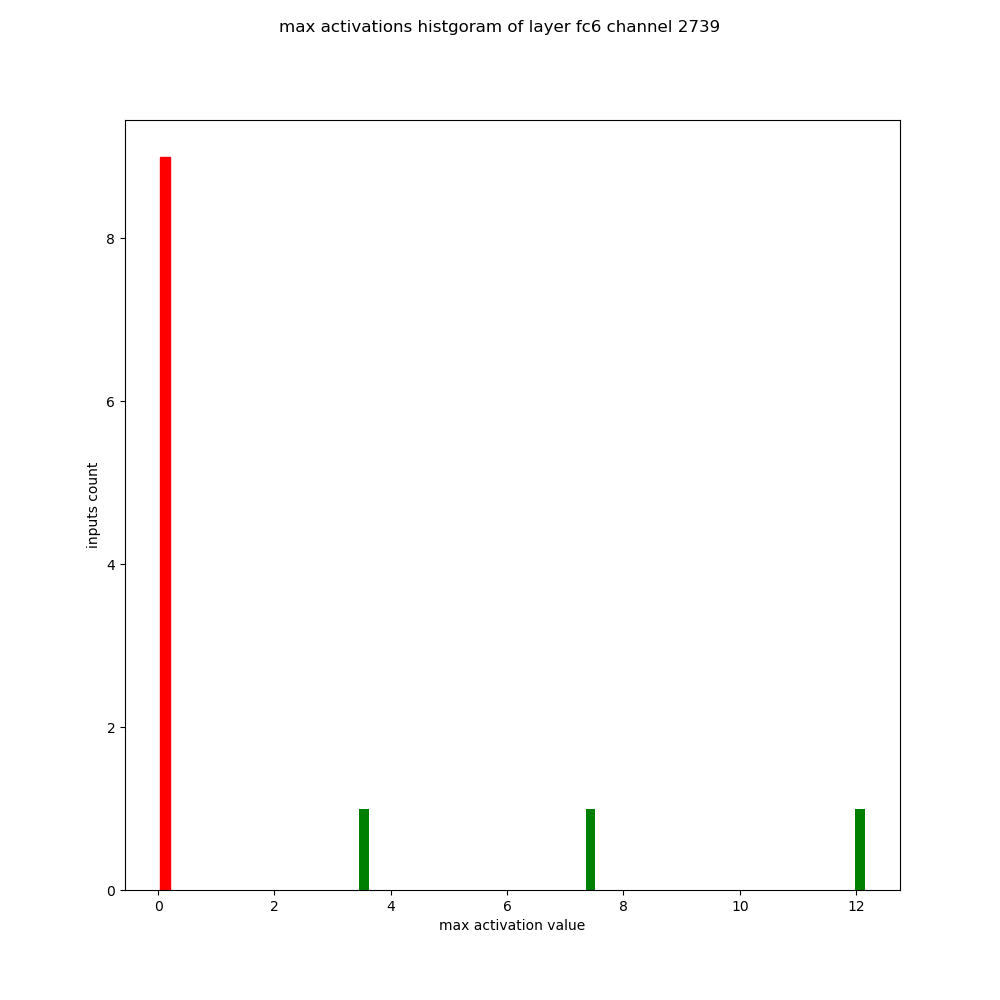 max activations histgoram of layer fc6 channel 2739
8
6
4
2
0
inputs count
0 2 4 6 8 10 12
max activation value